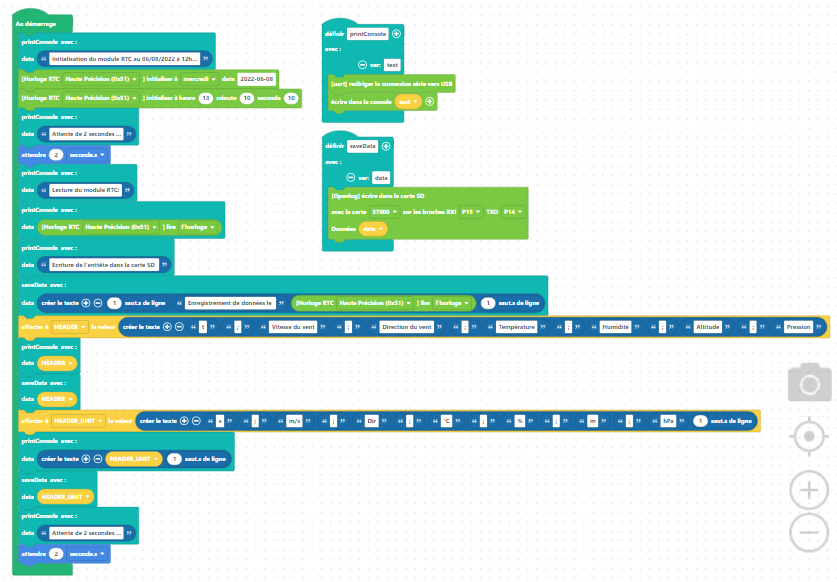 Au démarrage
printConsole avec :
data “ Initialisation du module RTC au 06/08/2022 à 12h... ”
[Horloge RTC Haute Précision (0x51) ] initialiser à mercredi date 2022-06-08
[Horloge RTC Haute Précision (0x51) ] initialiser à heure 13 minute 10 seconde 10
printConsole avec :
data “ Attente de 2 secondes ... ”
attendre 2 seconde.s
printConsole avec :
data “ Lecture du module RTC: ”
printConsole avec :
data [Horloge RTC Haute Précision (0x51) ] lire l'horloge
printConsole avec :
data “ Ecriture de l'enttête dans la carte SD ”
saveData avec :
data créer le texte 1 saut.s de ligne “ Enregistrement de données le ” [Horloge RTC Haute Précision (0x51) ] lire l'horloge 1 saut.s de ligne
affecter à HEADER la valeur créer le texte “ t ” “ ; ” “ Vitesse du vent ” “ ; ” “ Direction du vent ” “ ; ” “ Température ” “ ; ” “ Humidité ” “ ; ” “ Altitude ” “ ; ” “ Pression ”
printConsole avec :
data HEADER
saveData avec :
data HEADER
affecter à HEADER_UNIT la valeur créer le texte “ s ” “ ; ” “ m/s ” “ ; ” “ Dir ” “ ; ” “ °C ” “ ; ” “ % ” “ ; ” “ m ” “ ; ” “ hPa ” 1 saut.s de ligne
printConsole avec :
data créer le texte HEADER_UNIT 1 saut.s de ligne
saveData avec :
data HEADER_UNIT
printConsole avec :
data “ Attente de 2 secondes ... ”
attendre 2 seconde.s
définir printConsole
avec :
var: text
[uart] rediriger la connexion série vers USB
écrire dans la console text
définir saveData
avec :
var: data
[Openlog] écrire dans la carte SD
avec la carte 57600 sur les broches RXI P15 TXO P14
Données data